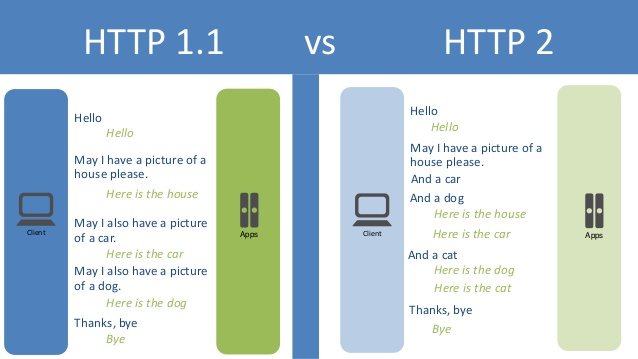 HTTP 1.1 vs HTTP 2
Hello
Hello
May I have a picture of a
house please.
Here is the house
May I also have a picture
of a car.
Here is the car
May I also have a picture
of a dog.
Here is the dog
Thanks, bye
Bye
Client
Apps
Hello
Hello
May I have a picture of a
house please.
And a car
And a dog
Here is the house
Here is the car
And a cat
Here is the dog
Here is the cat
Thanks, bye
Bye
Client
Apps